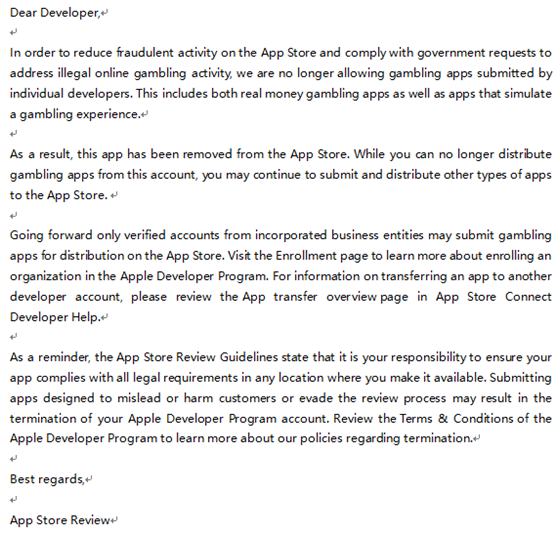 Dear Developer,
In order to reduce fraudulent activity on the App Store and comply with government requests to
address illegal online gambling activity, we are no longer allowing gambling apps submitted by
individual developers. This includes both real money gambling apps as well as apps that simulate
a gambling experience.
As a result, this app has been removed from the App Store. While you can no longer distribute
gambling apps from this account, you may continue to submit and distribute other types of apps
to the App Store.
Going forward only verified accounts from incorporated business entities may submit gambling
apps for distribution on the App Store. Visit the Enrollment page to learn more about enrolling an
organization in the Apple Developer Program. For information on transferring an app to another
developer account, please review the App transfer overview page in App Store Connect
Developer Help.
As a reminder, the App Store Review Guidelines state that it is your responsibility to ensure your
app complies with all legal requirements in any location where you make it available. Submitting
apps designed to mislead or harm customers or evade the review process may result in the
termination of your Apple Developer Program account. Review the Terms & Conditions of the
Apple Developer Program to learn more about our policies regarding termination.
Best regards,
App Store Review